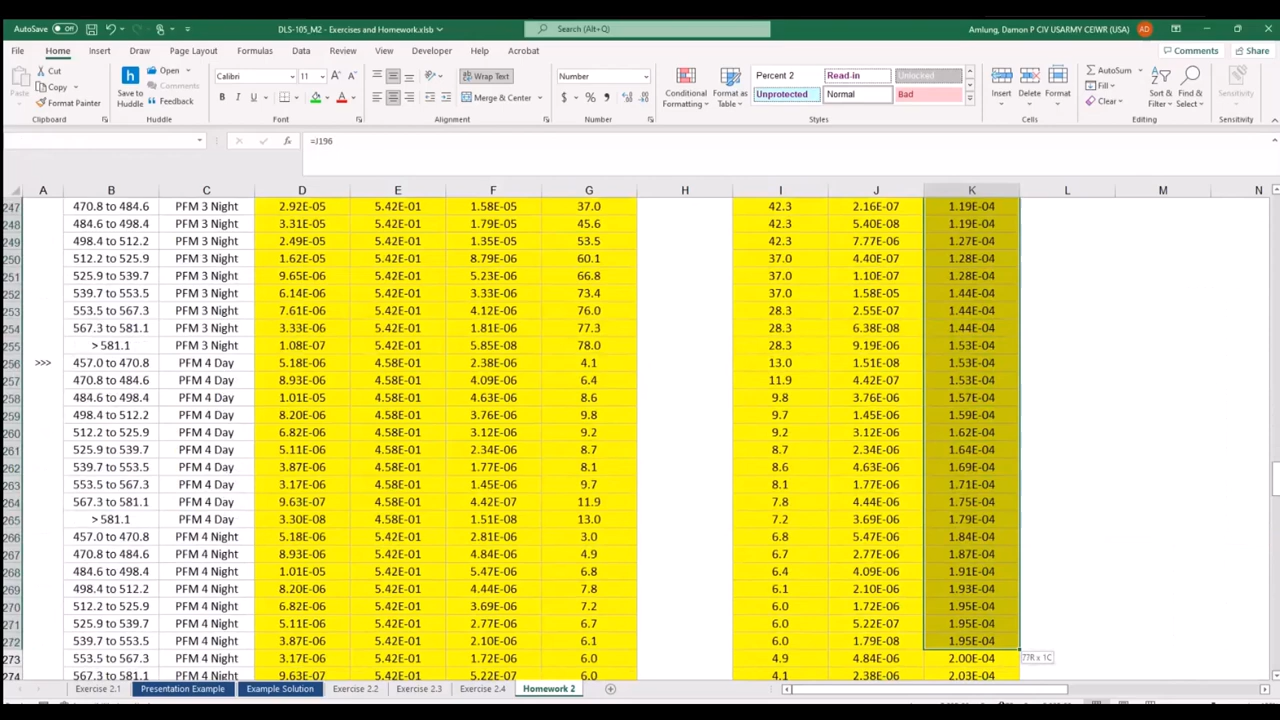 AutoSave Off DLS-105_M2 - Exercises and Homework.xlsb Search (Alt+Q) Amlung, Damon P CIV USARMY CEIWR (USA) AD
File Home Insert Draw Page Layout Formulas Data Review View Developer Help Acrobat Comments Share
Paste Cut Copy Format Painter Clipboard
Save to Huddle Open Comments Feedback Huddle
Calibri 11 Font
Wrap Text Merge & Center Alignment
Number Number
Conditional Formatting Format as Table Percent 2 Read-in Unlocked Unprotected Normal Bad Styles
Insert Delete Format Cells
AutoSum Fill Clear Sort & Filter Find & Select Editing
Sensitivity Sensitivity
=J196
A B C D E F G H I J K L M N
247 470.8 to 484.6 PFM 3 Night 2.92E-05 5.42E-01 1.58E-05 37.0 42.3 2.16E-07 1.19E-04
248 484.6 to 498.4 PFM 3 Night 3.31E-05 5.42E-01 1.79E-05 45.6 42.3 5.40E-08 1.19E-04
249 498.4 to 512.2 PFM 3 Night 2.49E-05 5.42E-01 1.35E-05 53.5 42.3 7.77E-06 1.27E-04
250 512.2 to 525.9 PFM 3 Night 1.62E-05 5.42E-01 8.79E-06 60.1 37.0 4.40E-07 1.28E-04
251 525.9 to 539.7 PFM 3 Night 9.65E-06 5.42E-01 5.23E-06 66.8 37.0 1.10E-07 1.28E-04
252 539.7 to 553.5 PFM 3 Night 6.14E-06 5.42E-01 3.33E-06 73.4 37.0 1.58E-05 1.44E-04
253 553.5 to 567.3 PFM 3 Night 7.61E-06 5.42E-01 4.12E-06 76.0 28.3 2.55E-07 1.44E-04
254 567.3 to 581.1 PFM 3 Night 3.33E-06 5.42E-01 1.81E-06 77.3 28.3 6.38E-08 1.44E-04
255 > 581.1 PFM 3 Night 1.08E-07 5.42E-01 5.85E-08 78.0 28.3 9.19E-06 1.53E-04
256 >>> 457.0 to 470.8 PFM 4 Day 5.18E-06 4.58E-01 2.38E-06 4.1 13.0 1.51E-08 1.53E-04
257 470.8 to 484.6 PFM 4 Day 8.93E-06 4.58E-01 4.09E-06 6.4 11.9 4.42E-07 1.53E-04
258 484.6 to 498.4 PFM 4 Day 1.01E-05 4.58E-01 4.63E-06 8.6 9.8 3.76E-06 1.57E-04
259 498.4 to 512.2 PFM 4 Day 8.20E-06 4.58E-01 3.76E-06 9.8 9.7 1.45E-06 1.59E-04
260 512.2 to 525.9 PFM 4 Day 6.82E-06 4.58E-01 3.12E-06 9.2 9.2 3.12E-06 1.62E-04
261 525.9 to 539.7 PFM 4 Day 5.11E-06 4.58E-01 2.34E-06 8.7 8.7 2.34E-06 1.64E-04
262 539.7 to 553.5 PFM 4 Day 3.87E-06 4.58E-01 1.77E-06 8.1 8.6 4.63E-06 1.69E-04
263 553.5 to 567.3 PFM 4 Day 3.17E-06 4.58E-01 1.45E-06 9.7 8.1 1.77E-06 1.71E-04
264 567.3 to 581.1 PFM 4 Day 9.63E-07 4.58E-01 4.42E-07 11.9 7.8 4.44E-06 1.75E-04
265 > 581.1 PFM 4 Day 3.30E-08 4.58E-01 1.51E-08 13.0 7.2 3.69E-06 1.79E-04
266 457.0 to 470.8 PFM 4 Night 5.18E-06 5.42E-01 2.81E-06 3.0 6.8 5.47E-06 1.84E-04
267 470.8 to 484.6 PFM 4 Night 8.93E-06 5.42E-01 4.84E-06 4.9 6.7 2.77E-06 1.87E-04
268 484.6 to 498.4 PFM 4 Night 1.01E-05 5.42E-01 5.47E-06 6.8 6.4 4.09E-06 1.91E-04
269 498.4 to 512.2 PFM 4 Night 8.20E-06 5.42E-01 4.44E-06 7.8 6.1 2.10E-06 1.93E-04
270 512.2 to 525.9 PFM 4 Night 6.82E-06 5.42E-01 3.69E-06 7.2 6.0 1.72E-06 1.95E-04
271 525.9 to 539.7 PFM 4 Night 5.11E-06 5.42E-01 2.77E-06 6.7 6.0 5.22E-07 1.95E-04
272 539.7 to 553.5 PFM 4 Night 3.87E-06 5.42E-01 2.10E-06 6.1 6.0 1.79E-08 1.95E-04
273 553.5 to 567.3 PFM 4 Night 3.17E-06 5.42E-01 1.72E-06 6.0 4.9 4.84E-06 2.00E-04
77R x 1C
274 567.3 to 581.1 PFM 4 Night 9.63E-07 5.42E-01 5.22E-07 6.0 4.1 2.38E-06 2.03E-04
Exercise 2.1 Presentation Example Example Solution Exercise 2.2 Exercise 2.3 Exercise 2.4 Homework 2